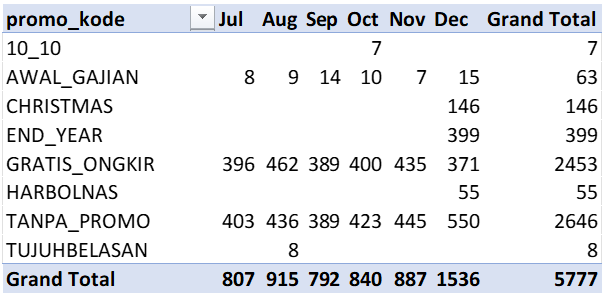 promo_kode Jul Aug Sep Oct Nov Dec Grand Total
10_10 7 7
AWAL_GAJIAN 8 9 14 10 7 15 63
CHRISTMAS 146 146
END_YEAR 399 399
GRATIS_ONGKIR 396 462 389 400 435 371 2453
HARBOLNAS 55 55
TANPA_PROMO 403 436 389 423 445 550 2646
TUJUHBELASAN 8 8
Grand Total 807 915 792 840 887 1536 5777